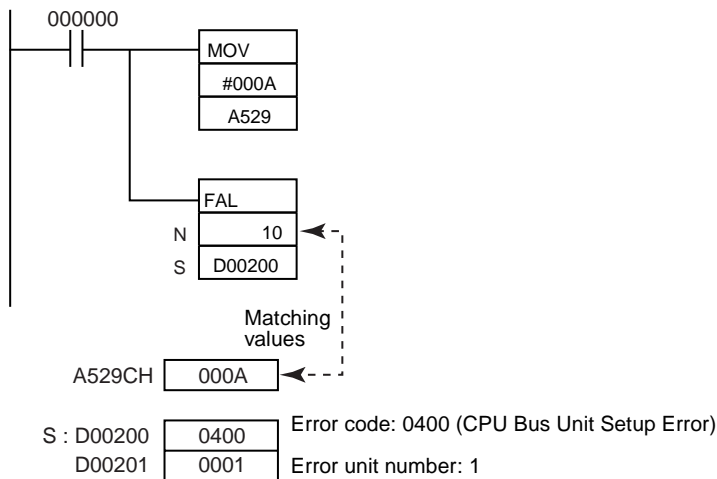 000000
MOV
#000A
A529
FAL
N 10
S D00200
Matching
values
A529CH 000A
S : D00200 0400 Error code: 0400 (CPU Bus Unit Setup Error)
D00201 0001 Error unit number: 1